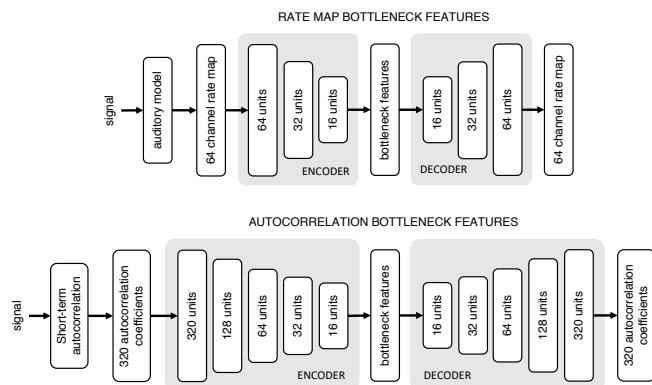 RATE MAP BOTTLENECK FEATURES
signal
auditory model
64 channel rate map
64 units
32 units
16 units
ENCODER
bottleneck features
16 units
32 units
64 units
DECODER
64 channel rate map
AUTOCORRELATION BOTTLENECK FEATURES
signal
Short-term
autocorrelation
320 autocorrelation
coefficients
320 units
128 units
64 units
32 units
16 units
ENCODER
bottleneck features
16 units
32 units
64 units
128 units
320 units
DECODER
320 autocorrelation
coefficients